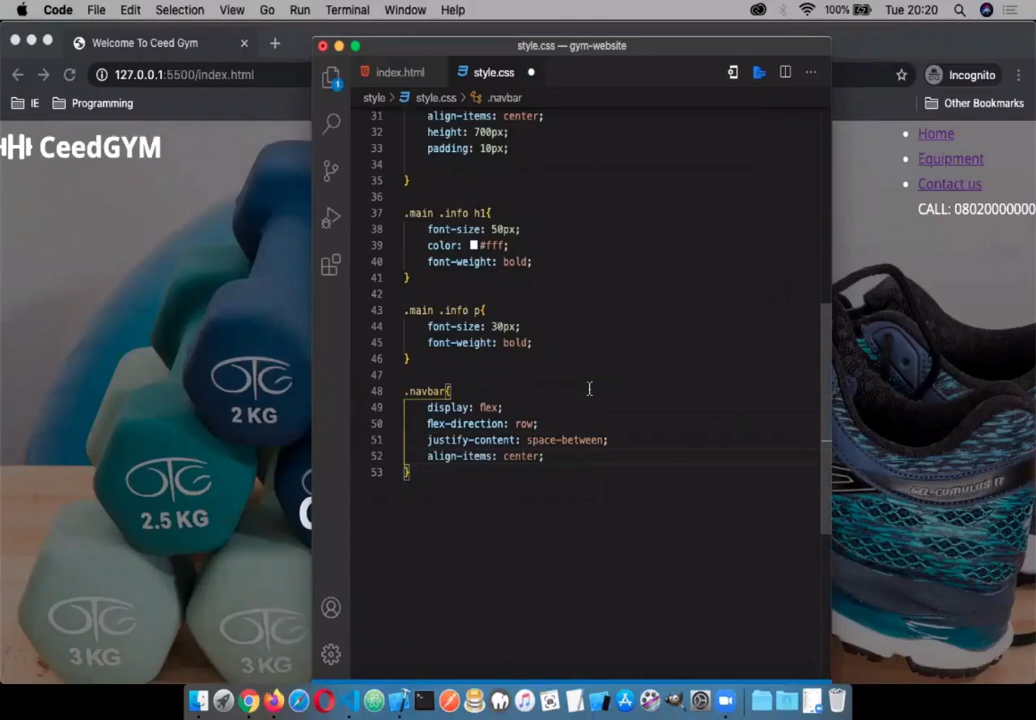 Code File Edit Selection View Go Run Terminal Window Help 100% Tue 20:20
Welcome To Ceed Gym
style.css — gym-website
127.0.0.1:5500/index.html
index.html style.css
Incognito
IE Programming
style > style.css > .navbar
Other Bookmarks
CeedGYM
Home
Equipment
Contact us
CALL: 08020000000
31 align-items: center;
32 height: 700px;
33 padding: 10px;
34
35 }
36
37 .main .info h1{
38 font-size: 50px;
39 color: #fff;
40 font-weight: bold;
41 }
42
43 .main .info p{
44 font-size: 30px;
45 font-weight: bold;
46 }
47
48 .navbar{
49 display: flex;
50 flex-direction: row;
51 justify-content: space-between;
52 align-items: center;
53 }
2 KG
2.5 KG
3 KG
3 KG
GEL-CUMULUS
1